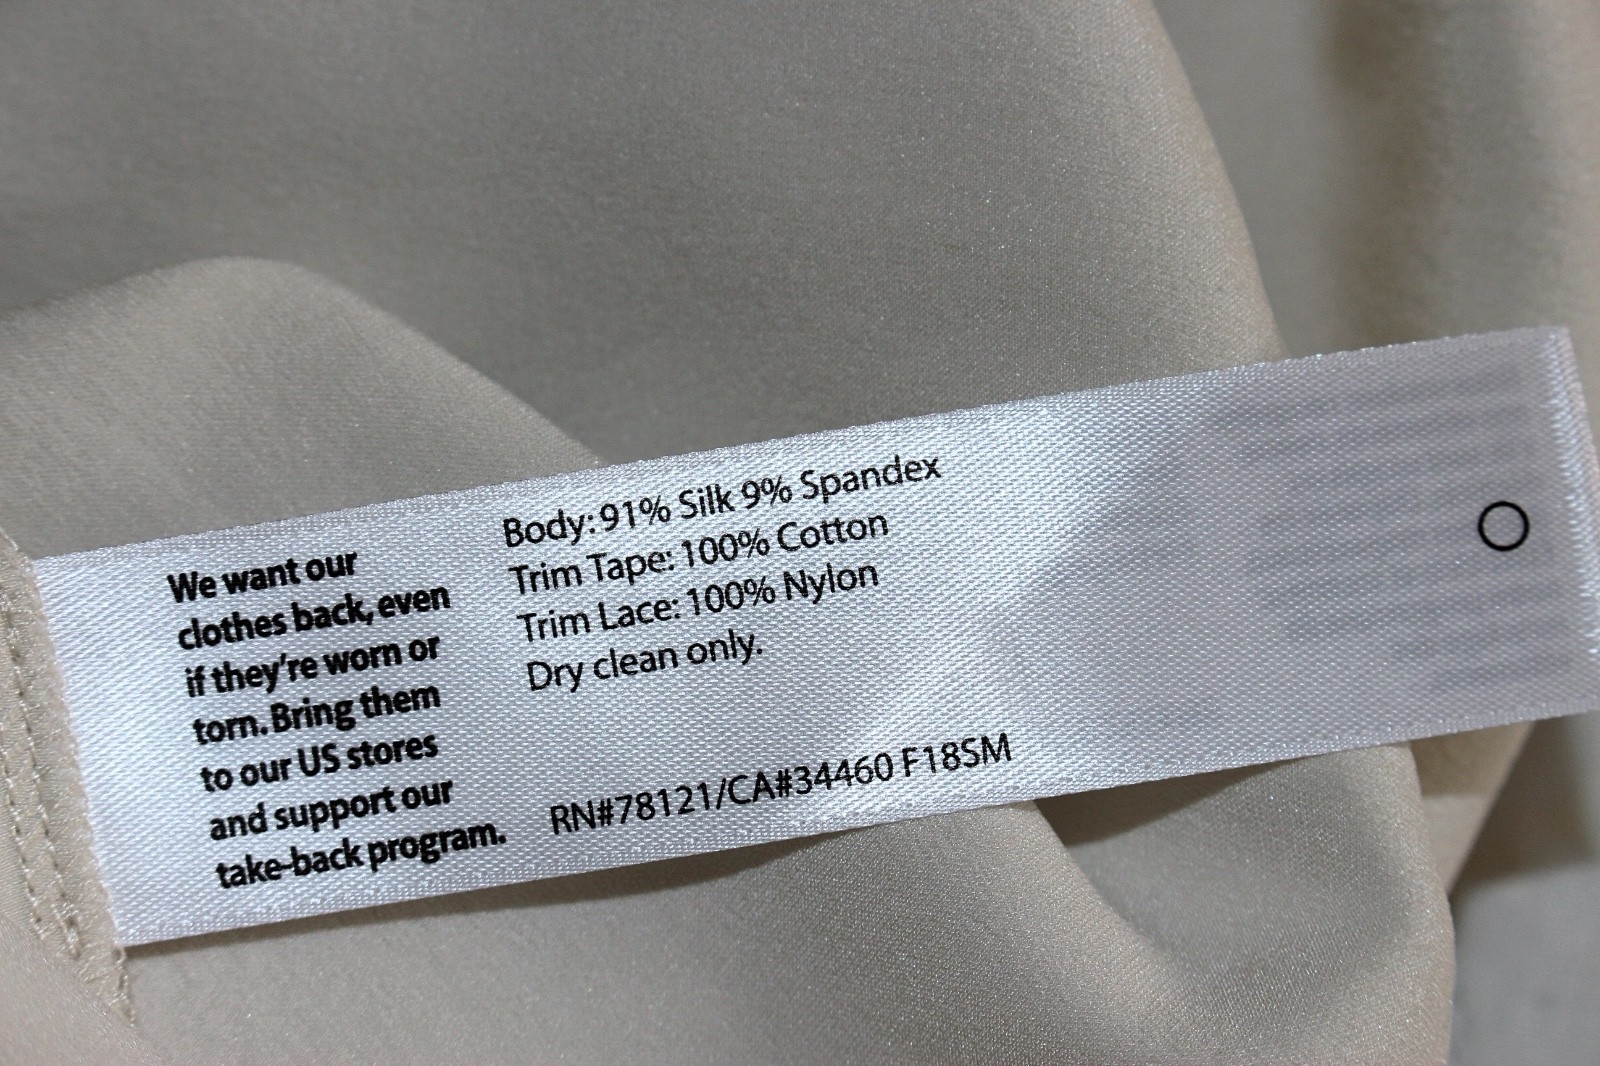 We want our
clothes back, even
if they're worn or
torn. Bring them
to our US stores
and support our
take-back program.
Body: 91% Silk 9% Spandex
Trim Tape: 100% Cotton
Trim Lace: 100% Nylon
Dry clean only.
RN#78121/CA#34460 F18SM